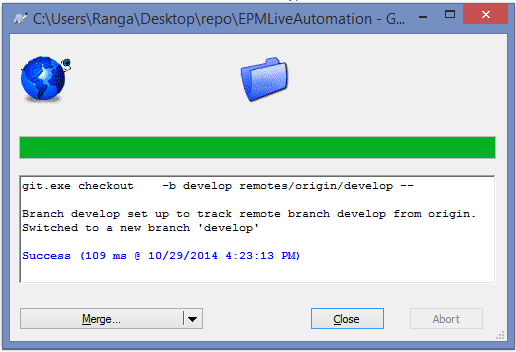 C:\Users\Ranga\Desktop\repo\EPMLiveAutomation - G...
git.exe checkout    -b develop remotes/origin/develop --
Branch develop set up to track remote branch develop from origin.
Switched to a new branch 'develop'
Success (109 ms @ 10/29/2014 4:23:13 PM)
Merge...
Close
Abort